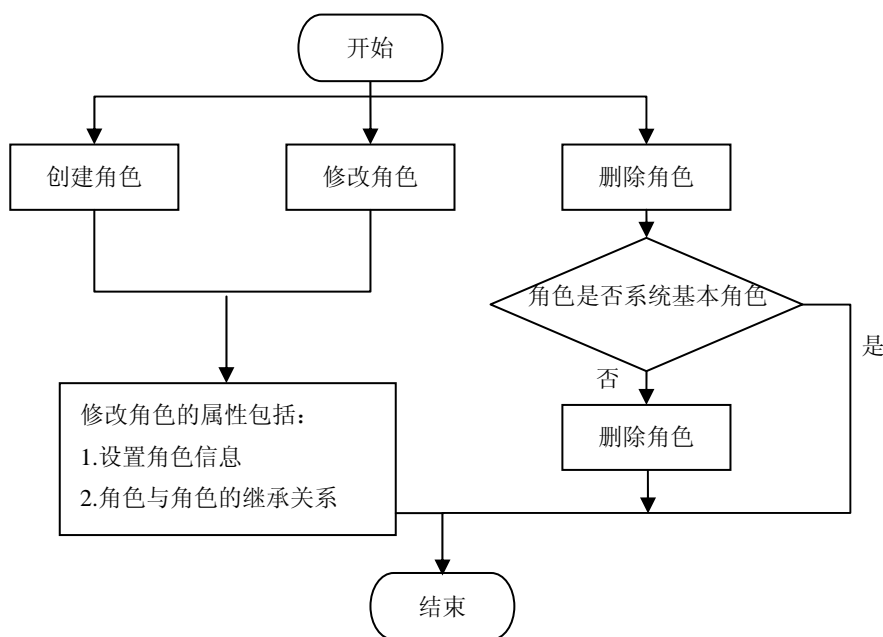 开始
创建角色
修改角色
删除角色
角色是否系统基本角色
是
否
修改角色的属性包括：
1.设置角色信息
2.角色与角色的继承关系
删除角色
结束